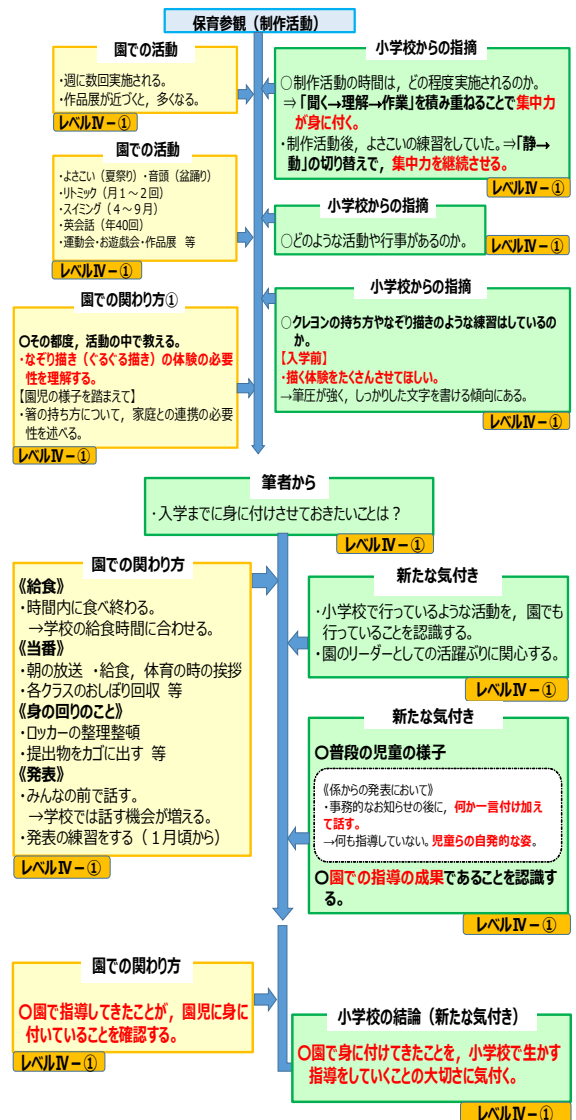 保育参観（制作活動）
園での活動
・週に数回実施される。
・作品展が近づくと，多くなる。
レベルⅣ－①
小学校からの指摘
○制作活動の時間は，どの程度実施されるのか。
⇒「聞く→理解→作業」を積み重ねることで集中力
が身に付く。
・制作活動後，よさこいの練習をしていた。⇒「静→
動」の切り替えで，集中力を継続させる。
レベルⅣ－①
園での活動
・よさこい（夏祭り）・音頭（盆踊り）
・リトミック（月１～２回）
・スイミング（４～９月）
・英会話（年40回）
・運動会・お遊戯会・作品展　等
レベルⅣ－①
小学校からの指摘
○どのような活動や行事があるのか。
レベルⅣ－①
園での関わり方①
○その都度，活動の中で教える。
・なぞり描き（ぐるぐる描き）の体験の必要
性を理解する。
【園児の様子を踏まえて】
・箸の持ち方について，家庭との連携の必要
性を述べる。
レベルⅣ－①
小学校からの指摘
○クレヨンの持ち方やなぞり描きのような練習はしているの
か。
【入学前】
・描く体験をたくさんさせてほしい。
→筆圧が強く，しっかりした文字を書ける傾向にある。
レベルⅣ－①
筆者から
・入学までに身に付けさせておきたいことは？
レベルⅣ－①
園での関わり方
《給食》
・時間内に食べ終わる。
→学校の給食時間に合わせる。
《当番》
・朝の放送　・給食，体育の時の挨拶
・各クラスのおしぼり回収　等
《身の回りのこと》
・ロッカーの整理整頓
・提出物をカゴに出す　等
《発表》
・みんなの前で話す。
→学校では話す機会が増える。
・発表の練習をする（１月頃から）
レベルⅣ－①
新たな気付き
・小学校で行っているような活動を，園でも
行っていることを認識する。
・園のリーダーとしての活躍ぶりに関心する。
レベルⅣ－①
新たな気付き
○普段の児童の様子
《係からの発表において》
・事務的なお知らせの後に，何か一言付け加え
て話す。
→何も指導していない。児童らの自発的な姿。
○園での指導の成果であることを認識す
る。
レベルⅣ－①
園での関わり方
○園で指導してきたことが，園児に身に
付いていることを確認する。
レベルⅣ－①
小学校の結論（新たな気付き）
○園で身に付けてきたことを，小学校で生かす
指導をしていくことの大切さに気付く。
レベルⅣ－①